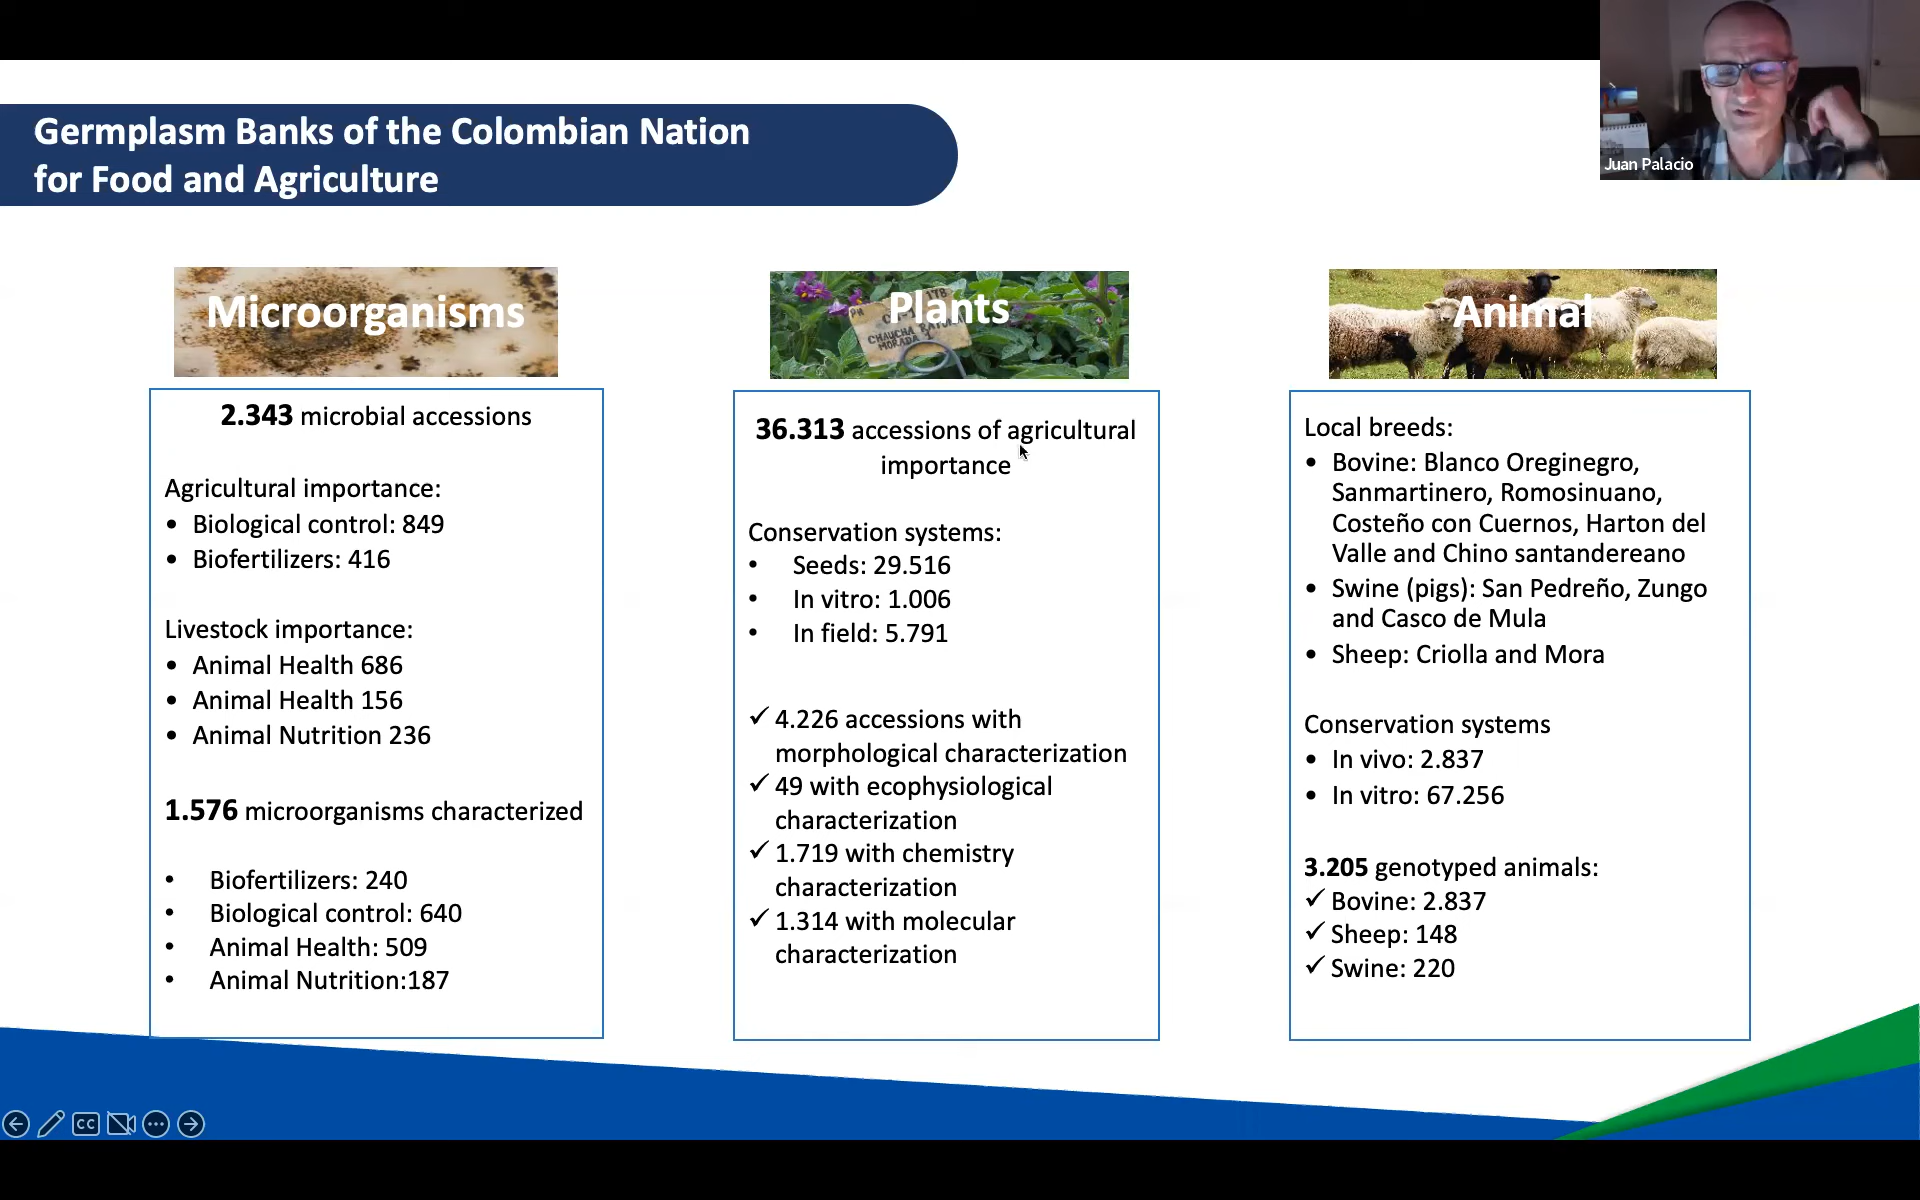 Germplasm Banks of the Colombian Nation
for Food and Agriculture
Juan Palacio
Microorganisms
2.343 microbial accessions
Agricultural importance:
• Biological control: 849
• Biofertilizers: 416
Livestock importance:
• Animal Health 686
• Animal Health 156
• Animal Nutrition 236
1.576 microorganisms characterized
• Biofertilizers: 240
• Biological control: 640
• Animal Health: 509
• Animal Nutrition:187
Plants
CHAUCHA
MORADA
36.313 accessions of agricultural
importance
Conservation systems:
• Seeds: 29.516
• In vitro: 1.006
• In field: 5.791
✓ 4.226 accessions with
morphological characterization
✓ 49 with ecophysiological
characterization
✓ 1.719 with chemistry
characterization
✓ 1.314 with molecular
characterization
Animal
Local breeds:
• Bovine: Blanco Oreginegro,
Sanmartinero, Romosinuano,
Costeño con Cuernos, Harton del
Valle and Chino santandereano
• Swine (pigs): San Pedreño, Zungo
and Casco de Mula
• Sheep: Criolla and Mora
Conservation systems
• In vivo: 2.837
• In vitro: 67.256
3.205 genotyped animals:
✓ Bovine: 2.837
✓ Sheep: 148
✓ Swine: 220
CC